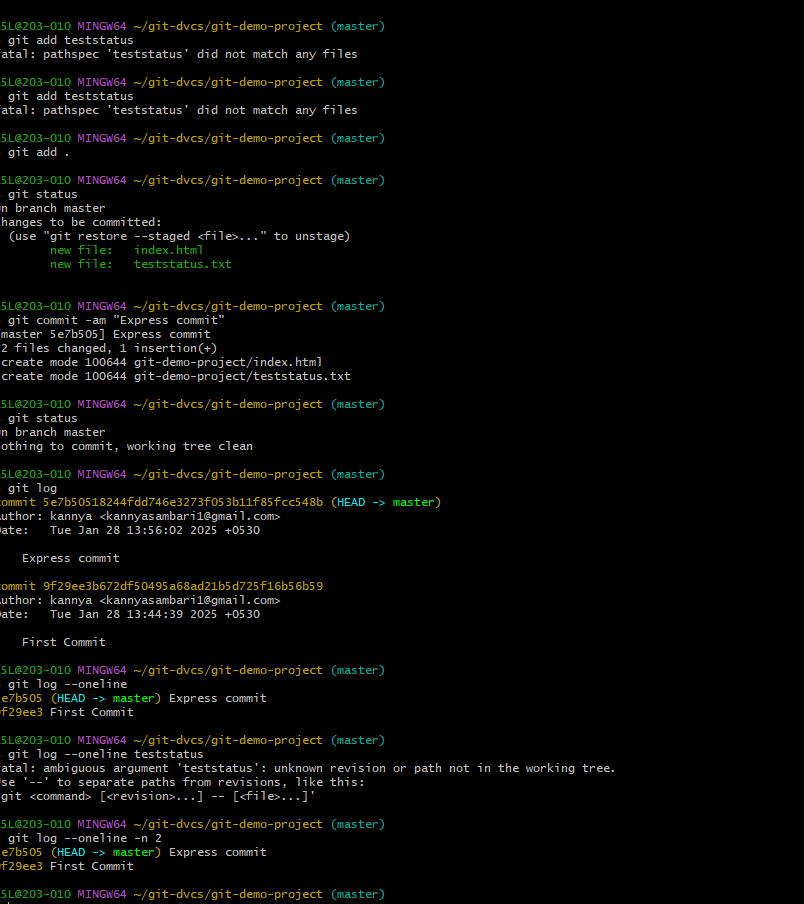 5L@203-010 MINGW64 ~/git-dvcs/git-demo-project (master)
git add teststatus
atal: pathspec 'teststatus' did not match any files
5L@203-010 MINGW64 ~/git-dvcs/git-demo-project (master)
git add teststatus
atal: pathspec 'teststatus' did not match any files
5L@203-010 MINGW64 ~/git-dvcs/git-demo-project (master)
git add .
5L@203-010 MINGW64 ~/git-dvcs/git-demo-project (master)
git status
n branch master
hanges to be committed:
(use "git restore --staged <file>..." to unstage)
new file:   index.html
new file:   teststatus.txt
5L@203-010 MINGW64 ~/git-dvcs/git-demo-project (master)
git commit -am "Express commit"
master 5e7b505] Express commit
2 files changed, 1 insertion(+)
create mode 100644 git-demo-project/index.html
create mode 100644 git-demo-project/teststatus.txt
5L@203-010 MINGW64 ~/git-dvcs/git-demo-project (master)
git status
n branch master
othing to commit, working tree clean
5L@203-010 MINGW64 ~/git-dvcs/git-demo-project (master)
git log
ommit 5e7b50518244fdd746e3273f053b11f85fcc548b (HEAD -> master)
uthor: kannya <kannyasambari1@gmail.com>
ate:   Tue Jan 28 13:56:02 2025 +0530
Express commit
ommit 9f29ee3b672df50495a68ad21b5d725f16b56b59
uthor: kannya <kannyasambari1@gmail.com>
ate:   Tue Jan 28 13:44:39 2025 +0530
First Commit
5L@203-010 MINGW64 ~/git-dvcs/git-demo-project (master)
git log --oneline
e7b505 (HEAD -> master) Express commit
f29ee3 First Commit
5L@203-010 MINGW64 ~/git-dvcs/git-demo-project (master)
git log --oneline teststatus
atal: ambiguous argument 'teststatus': unknown revision or path not in the working tree.
se '--' to separate paths from revisions, like this:
git <command> [<revision>...] -- [<file>...]'
5L@203-010 MINGW64 ~/git-dvcs/git-demo-project (master)
git log --oneline -n 2
e7b505 (HEAD -> master) Express commit
f29ee3 First Commit
5L@203-010 MINGW64 ~/git-dvcs/git-demo-project (master)